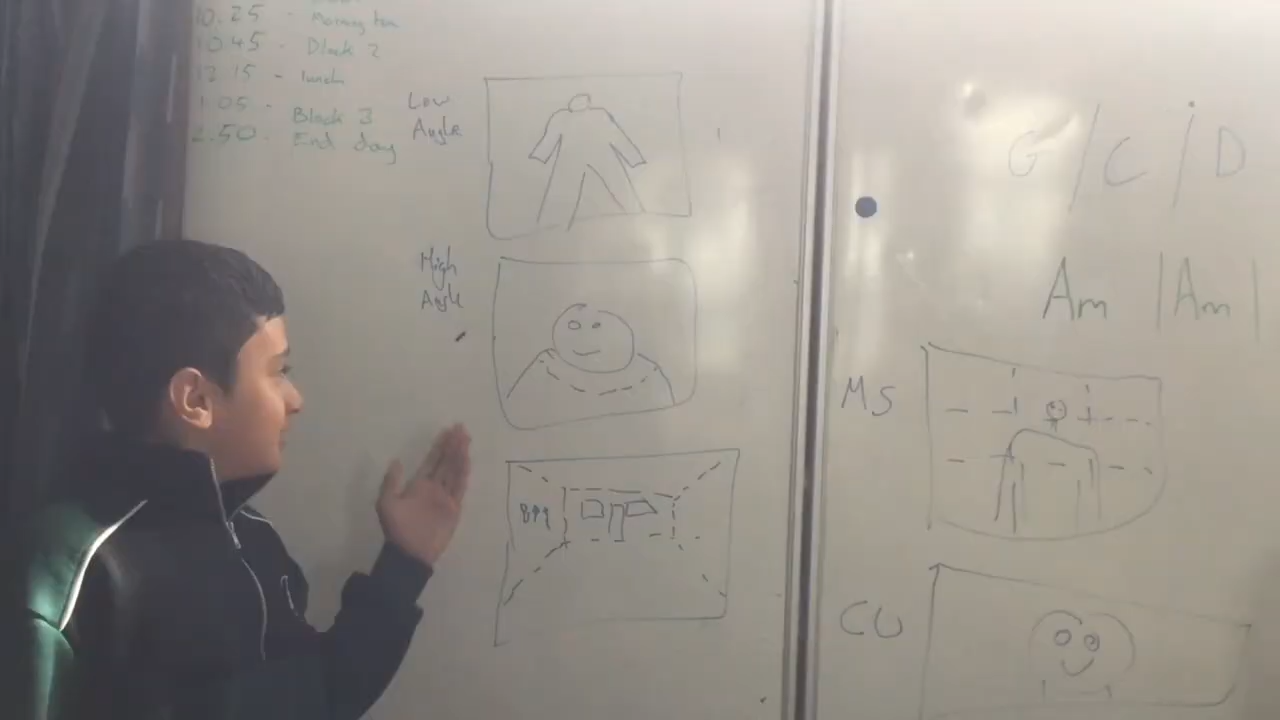 10.25 - Morning tea
10.45 - Block 2
12.15 - lunch
1.05 - Block 3
2.50 - End day
Low
Angle
High
Angle
G / C / D
Am | Am |
MS
CU